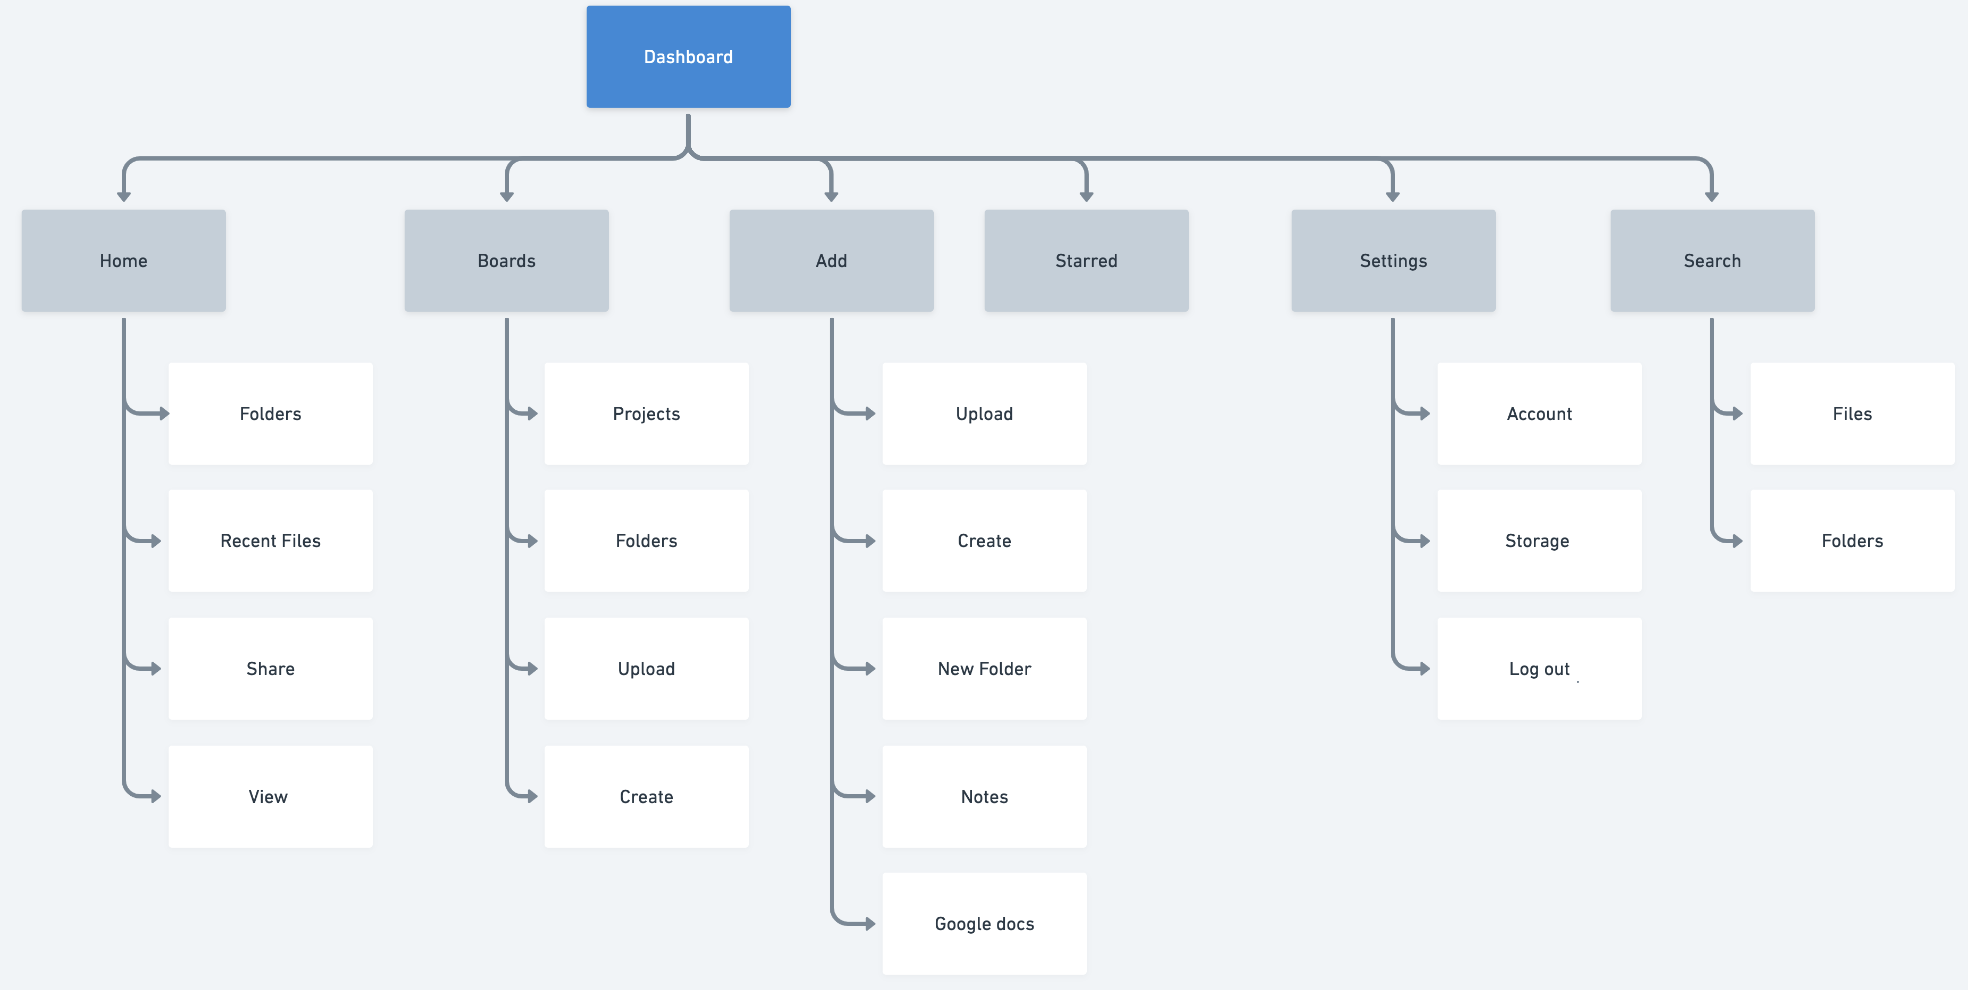 Dashboard
Home
Boards
Add
Starred
Settings
Search
Folders
Projects
Upload
Account
Files
Recent Files
Folders
Create
Storage
Folders
Share
Upload
New Folder
Log out .
View
Create
Notes
Google docs